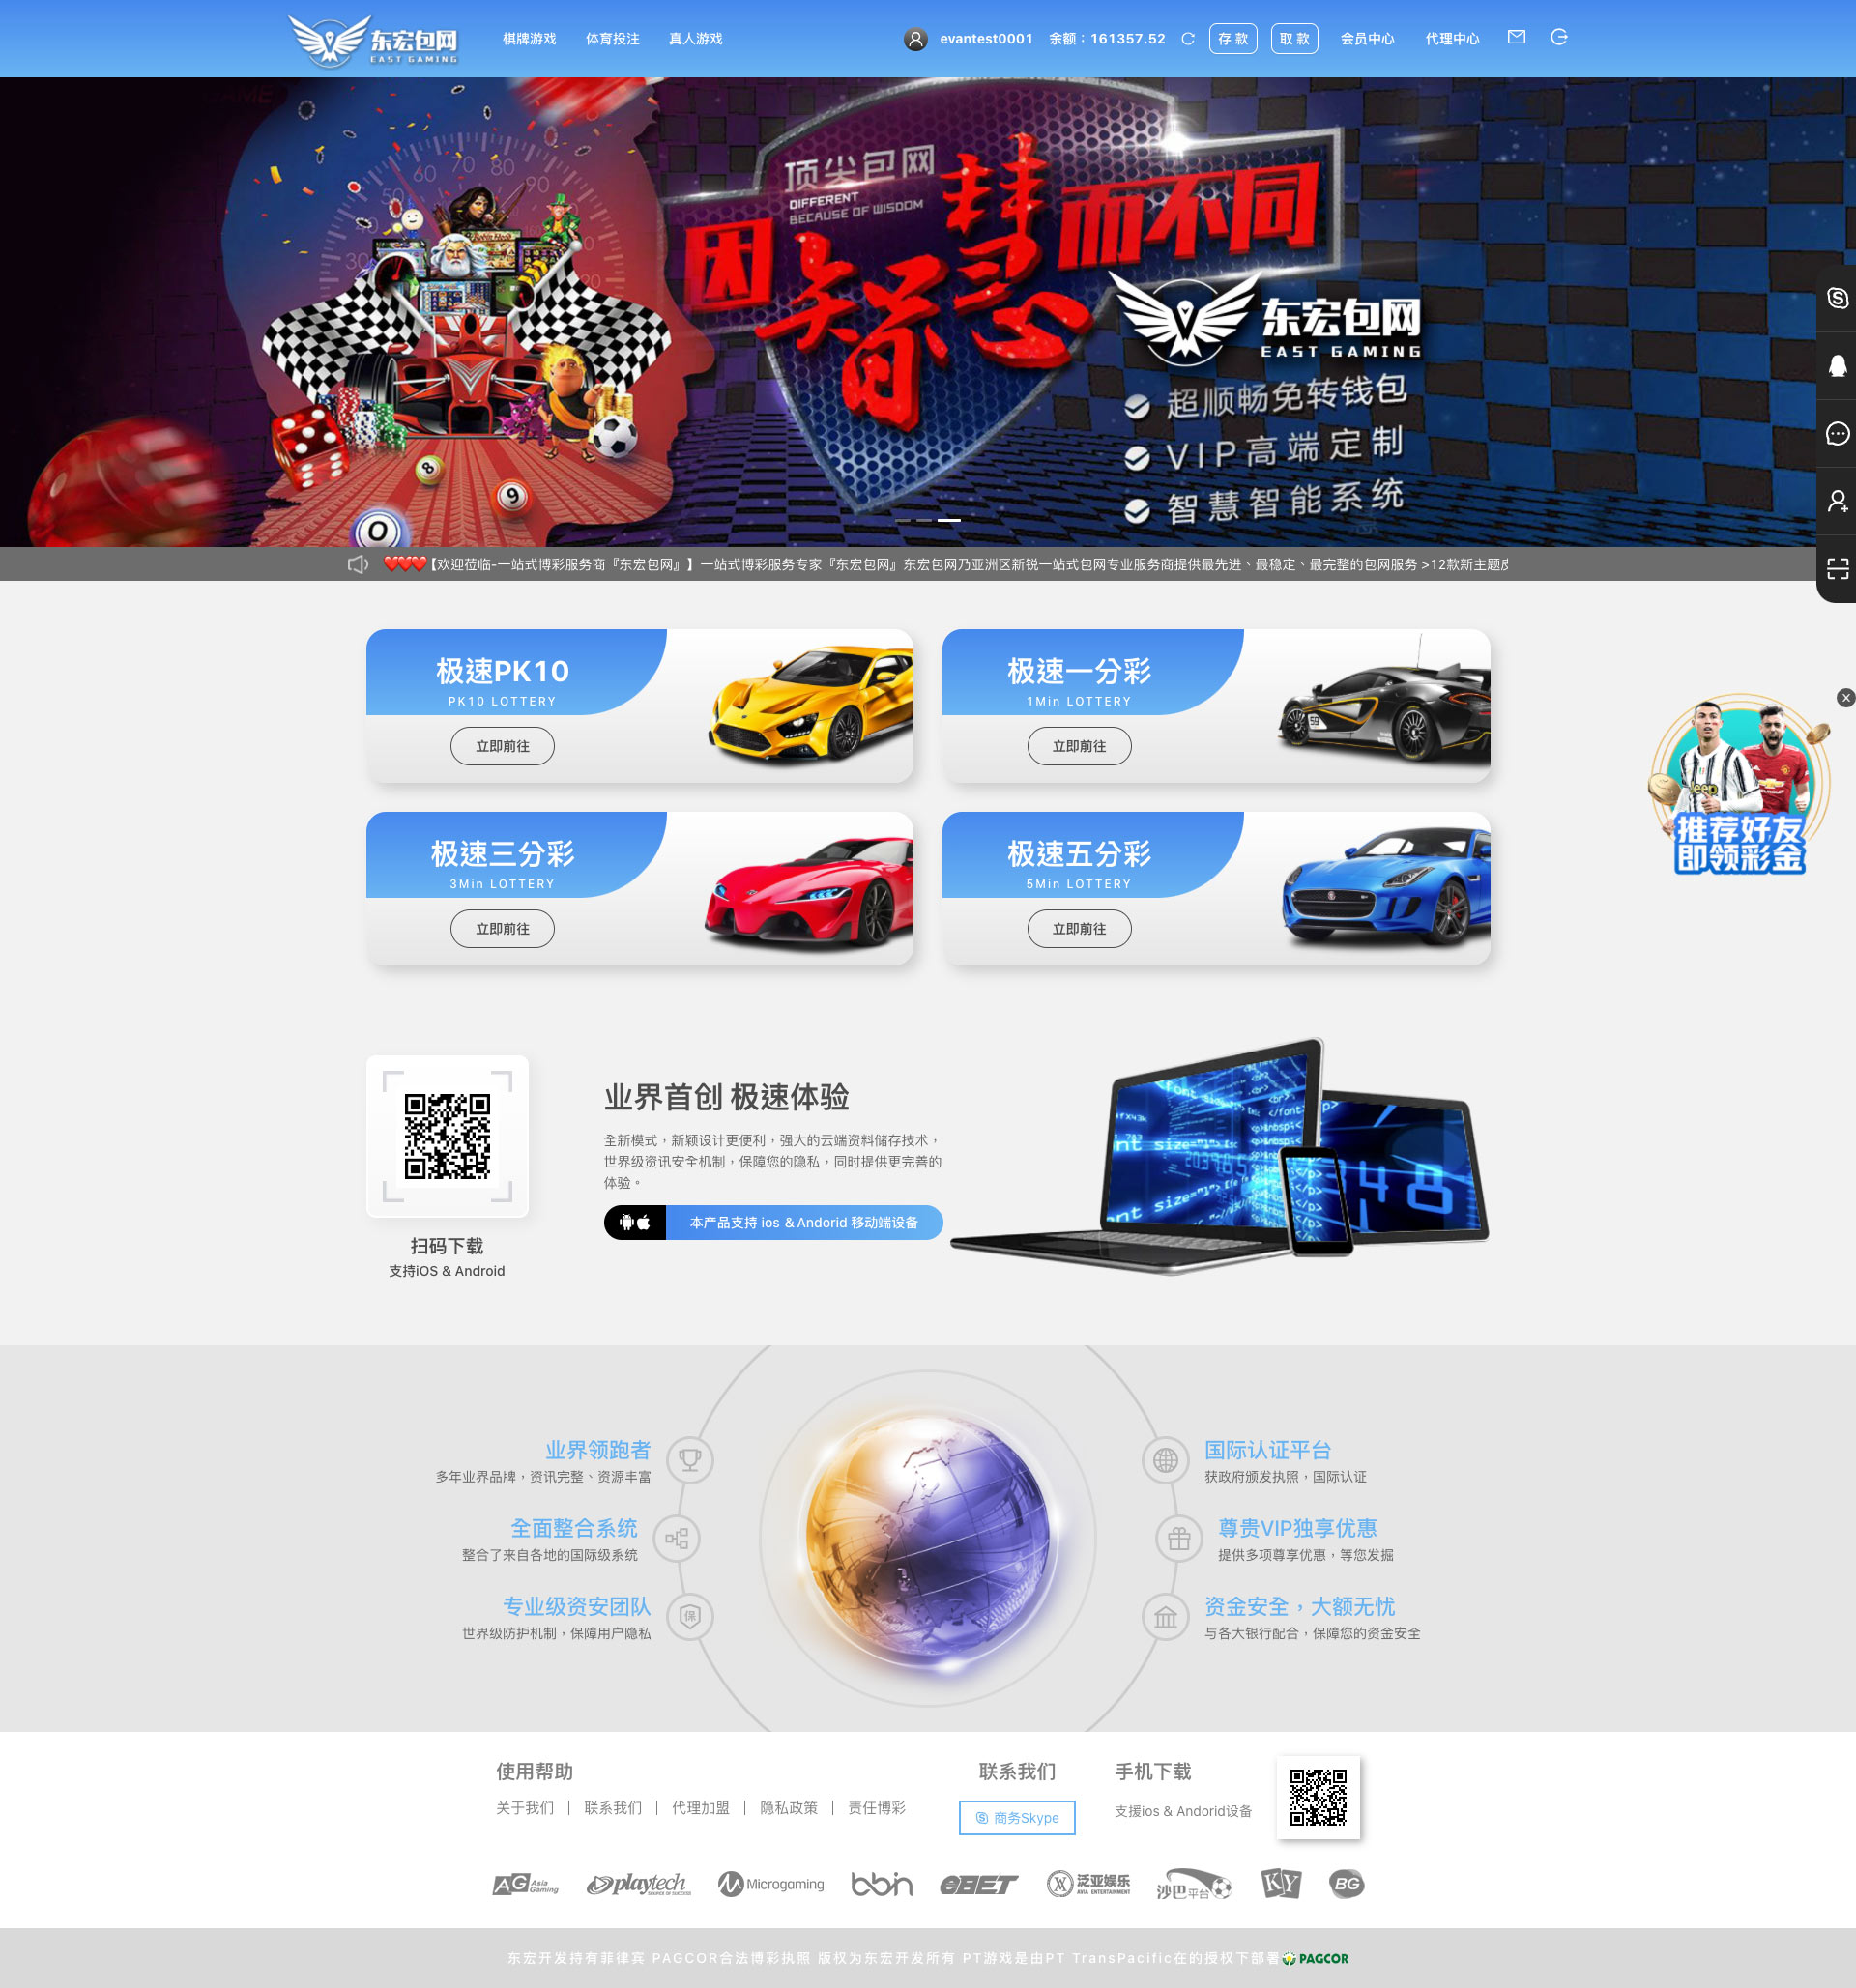 东宏包网
EAST GAMING
棋牌游戏 体育投注 真人游戏
evantest0001 余额：161357.52 存 款 取 款 会员中心 代理中心
顶尖包网
DIFFERENT
BECAUSE OF WISDOM
因智慧而不同
东宏包网
EAST GAMING
超顺畅免转钱包
VIP高端定制
智慧智能系统
【欢迎莅临-一站式博彩服务商『东宏包网』】一站式博彩服务专家『东宏包网』东宏包网乃亚洲区新锐一站式包网专业服务商提供最先进、最稳定、最完整的包网服务 >12款新主题皮
极速PK10
PK10 LOTTERY
立即前往
极速一分彩
1Min LOTTERY
立即前往
极速三分彩
3Min LOTTERY
立即前往
极速五分彩
5Min LOTTERY
立即前往
推荐好友
即领彩金
扫码下载
支持iOS & Android
业界首创 极速体验
全新模式，新颖设计更便利，强大的云端资料储存技术，
世界级资讯安全机制，保障您的隐私，同时提供更完善的
体验。
本产品支持 ios ＆Andorid 移动端设备
业界领跑者
多年业界品牌，资讯完整、资源丰富
全面整合系统
整合了来自各地的国际级系统
专业级资安团队
世界级防护机制，保障用户隐私
保
国际认证平台
获政府颁发执照，国际认证
尊贵VIP独享优惠
提供多项尊享优惠，等您发掘
资金安全，大额无忧
与各大银行配合，保障您的资金安全
使用帮助
关于我们 | 联系我们 | 代理加盟 | 隐私政策 | 责任博彩
联系我们
商务Skype
手机下载
支援ios & Andorid设备
AG Asia Gaming
playtech SOURCE OF SUCCESS
Microgaming
bbin
eBET
泛亚娱乐
AVIA ENTERTAINMENT
沙巴平台
KY
BG
东宏开发持有菲律宾 PAGCOR合法博彩执照 版权为东宏开发所有 PT游戏是由PT TransPacific在的授权下部署 PAGCOR